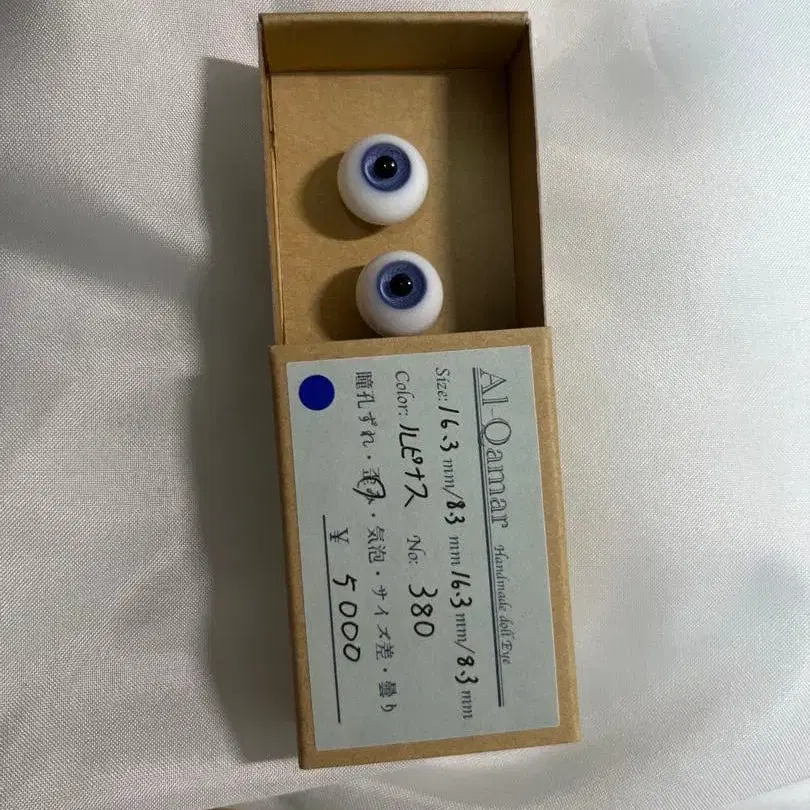 Al-Qamar Handmade doll Eye
Size: 16.3 mm/8.3 mm 16.3 mm/8.3 mm
Color: ルピナス No: 380
瞳孔ずれ・歪み・気泡・サイズ差・曇り
¥ 5000